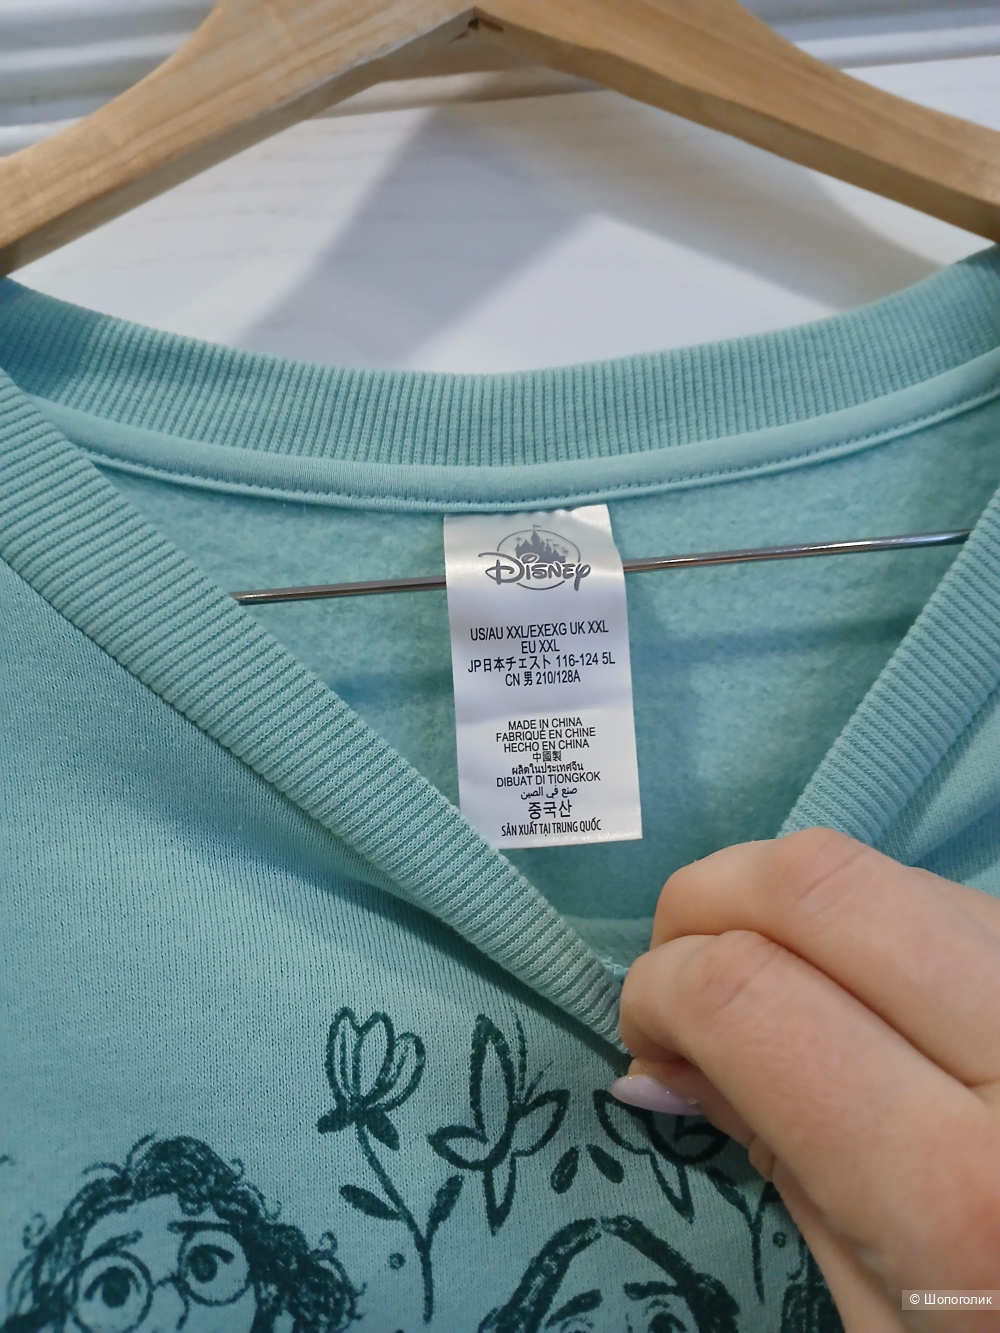 Disney
US/AU XXL/EXEXG UK XXL
EU XXL
JP日本チェスト 116-124 5L
CN 男 210/128A
MADE IN CHINA
FABRIQUÉ EN CHINE
HECHO EN CHINA
中國製
ผลิตในประเทศจีน
DIBUAT DI TIONGKOK
صنع في الصين
중국산
SẢN XUẤT TẠI TRUNG QUỐC
© Шопоголик